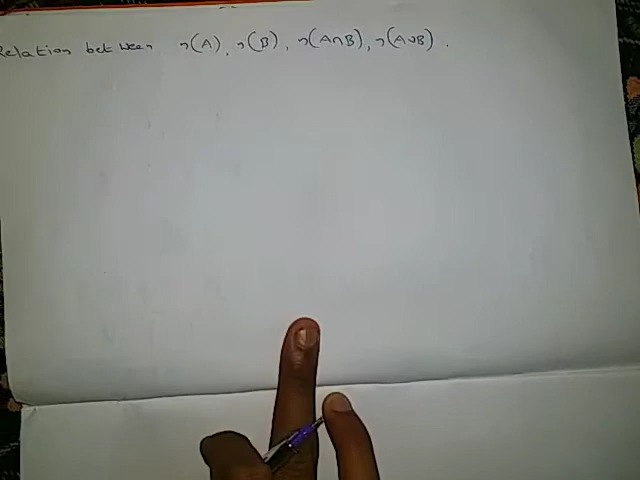 Relation between n(A), n(B), n(A∩B), n(A∪B).